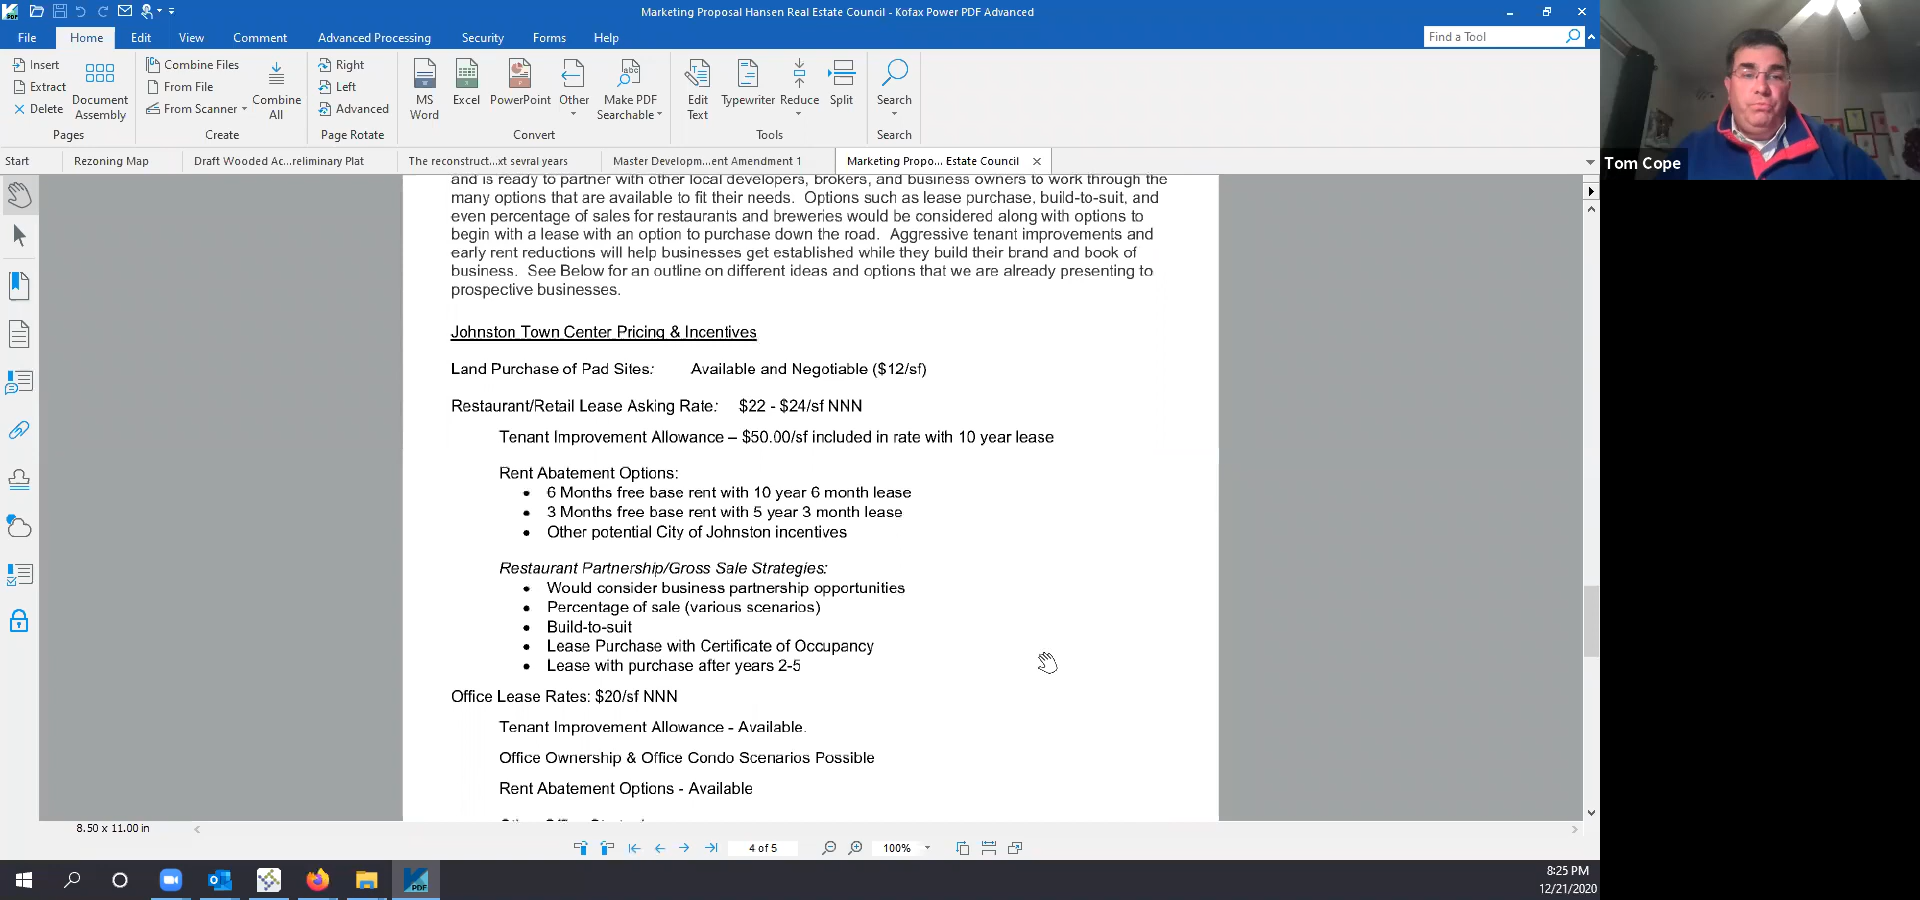 Marketing Proposal Hansen Real Estate Council - Kofax Power PDF Advanced
File Home Edit View Comment Advanced Processing Security Forms Help
Find a Tool
Insert
Extract
Delete
Document
Assembly
Pages
Combine Files
From File
From Scanner
Combine
All
Create
Right
Left
Advanced
Page Rotate
MS
Word
Excel
PowerPoint
Other
Make PDF
Searchable
Convert
Edit
Text
Typewriter
Reduce
Split
Tools
Search
Search
Start
Rezoning Map
Draft Wooded Ac...reliminary Plat
The reconstruct...xt sevral years
Master Developm...ent Amendment 1
Marketing Propo... Estate Council
Tom Cope
and is ready to partner with other local developers, brokers, and business owners to work through the
many options that are available to fit their needs. Options such as lease purchase, build-to-suit, and
even percentage of sales for restaurants and breweries would be considered along with options to
begin with a lease with an option to purchase down the road. Aggressive tenant improvements and
early rent reductions will help businesses get established while they build their brand and book of
business. See Below for an outline on different ideas and options that we are already presenting to
prospective businesses.
Johnston Town Center Pricing & Incentives
Land Purchase of Pad Sites: Available and Negotiable ($12/sf)
Restaurant/Retail Lease Asking Rate: $22 - $24/sf NNN
Tenant Improvement Allowance – $50.00/sf included in rate with 10 year lease
Rent Abatement Options:
• 6 Months free base rent with 10 year 6 month lease
• 3 Months free base rent with 5 year 3 month lease
• Other potential City of Johnston incentives
Restaurant Partnership/Gross Sale Strategies:
• Would consider business partnership opportunities
• Percentage of sale (various scenarios)
• Build-to-suit
• Lease Purchase with Certificate of Occupancy
• Lease with purchase after years 2-5
Office Lease Rates: $20/sf NNN
Tenant Improvement Allowance - Available.
Office Ownership & Office Condo Scenarios Possible
Rent Abatement Options - Available
8.50 x 11.00 in
4 of 5
100%
8:25 PM
12/21/2020